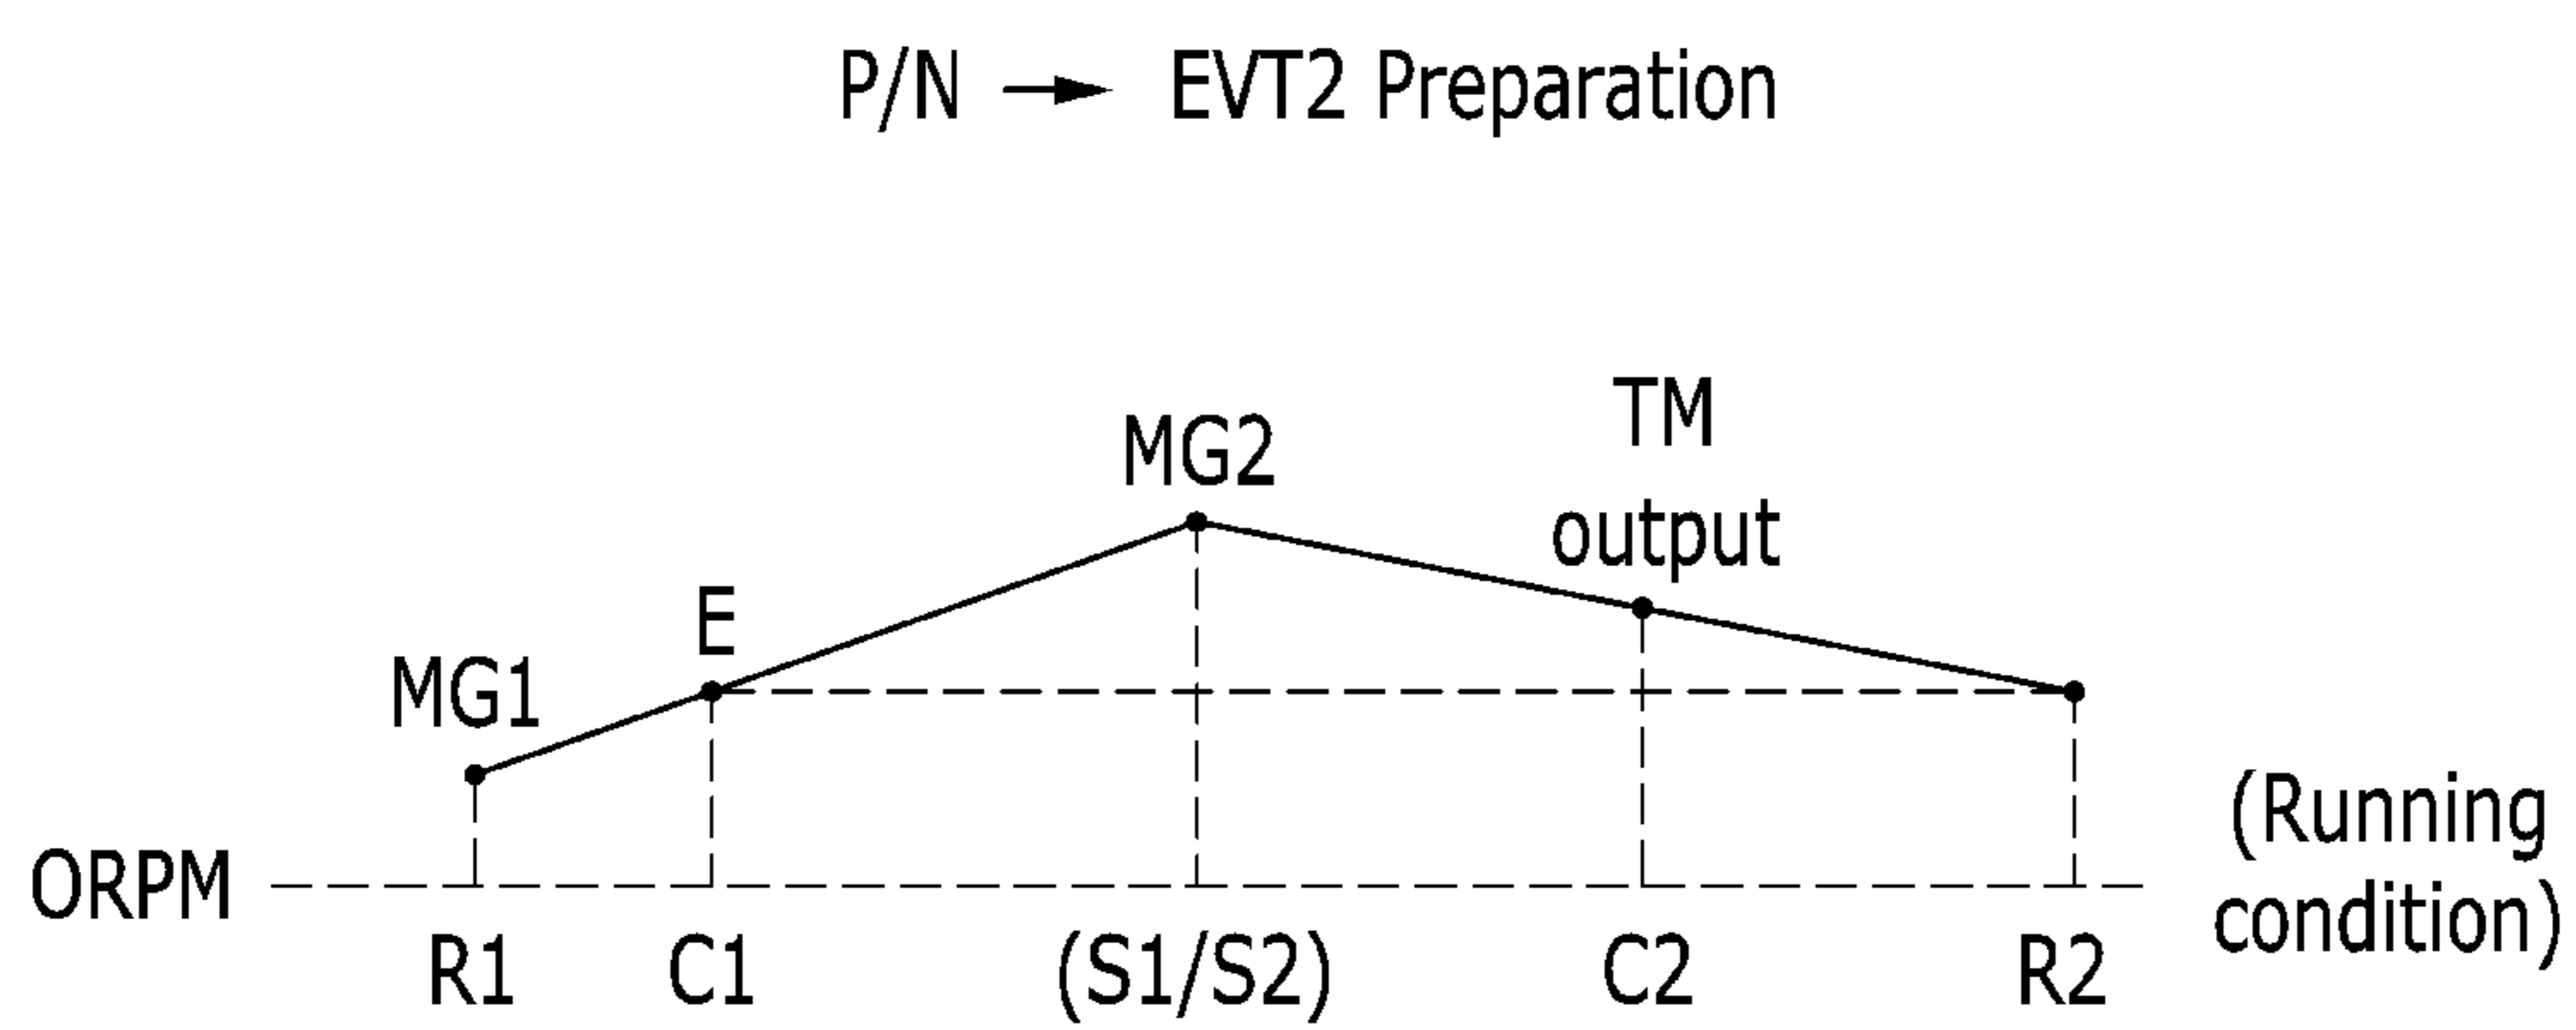 P/N → EVT2 Preparation
TM
output
MG2
E
MG1
ORPM
(Running
condition)
R1 C1 (S1/S2) C2 R2